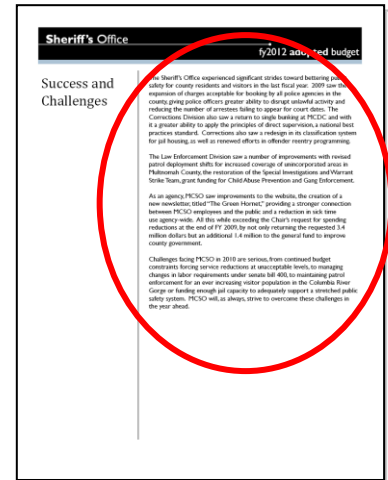 Sheriff's Office
fy2012 adopted budget
Success and
Challenges
The Sheriff's Office experienced significant strides toward bettering public
safety for county residents and visitors in the last fiscal year. 2009 saw the
expansion of charges acceptable for booking by all police agencies in the
county, giving police officers greater ability to disrupt unlawful activity and
reducing the number of arrestees failing to appear for court dates. The
Corrections Division also saw a return to single bunking at MCDC and with
it a greater ability to apply the principles of direct supervision, a national best
practices standard. Corrections also saw a redesign in its classification system
for jail housing, as well as renewed efforts in offender reentry programming.
The Law Enforcement Division saw a number of improvements with revised
patrol deployment shifts for increased coverage of unincorporated areas in
Multnomah County, the restoration of the Special Investigations and Warrant
Strike Team, grant funding for Child Abuse Prevention and Gang Enforcement.
As an agency, MCSO saw improvements to the website, the creation of a
new newsletter, titled "The Green Hornet," providing a stronger connection
between MCSO employees and the public and a reduction in sick time
use agency-wide. All this while exceeding the Chair's request for spending
reductions at the end of FY 2009, by not only returning the requested 3.4
million dollars but an additional 1.4 million to the general fund to improve
county government.
Challenges facing MCSO in 2010 are serious, from continued budget
constraints forcing service reductions at unacceptable levels, to managing
changes in labor requirements under senate bill 400, to maintaining patrol
enforcement for an ever increasing visitor population in the Columbia River
Gorge or funding enough jail capacity to adequately support a stretched public
safety system. MCSO will, as always, strive to overcome these challenges in
the year ahead.